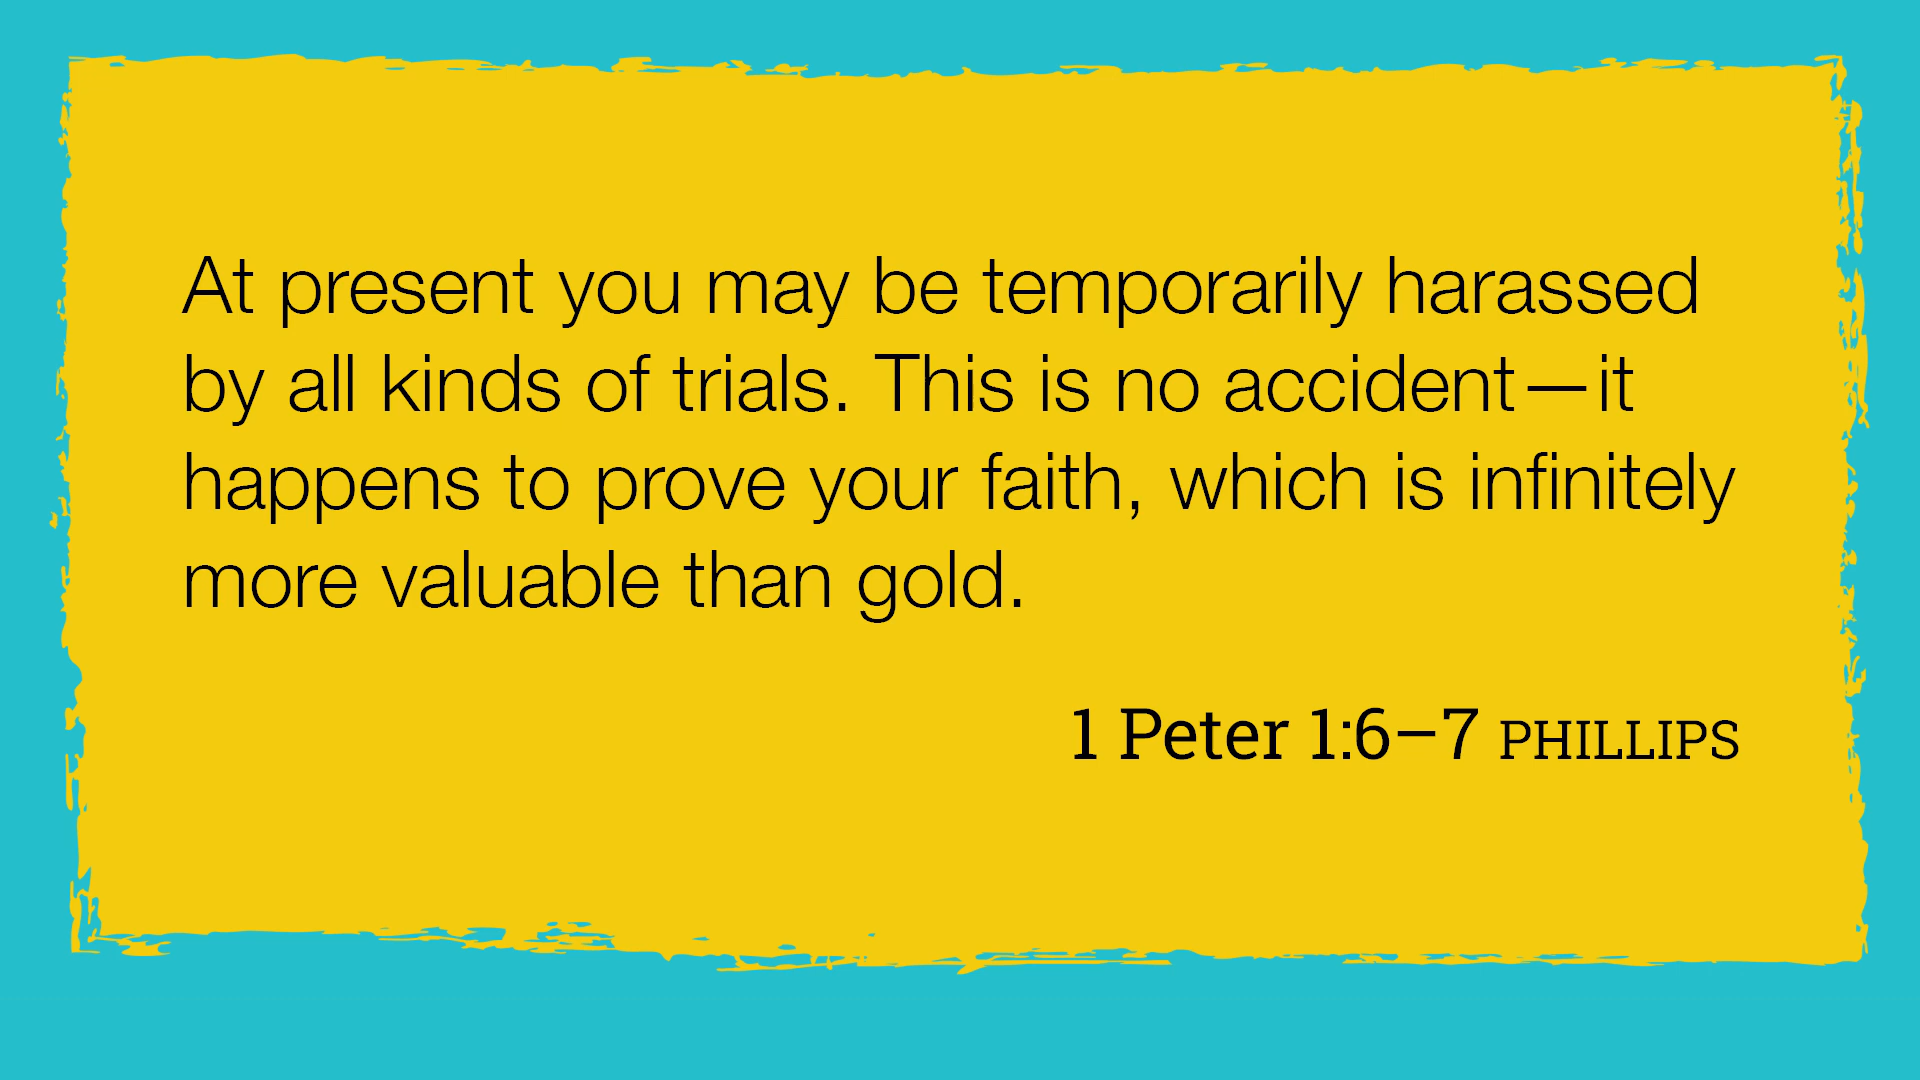 At present you may be temporarily harassed
by all kinds of trials. This is no accident—it
happens to prove your faith, which is infinitely
more valuable than gold.
1 Peter 1:6–7 PHILLIPS